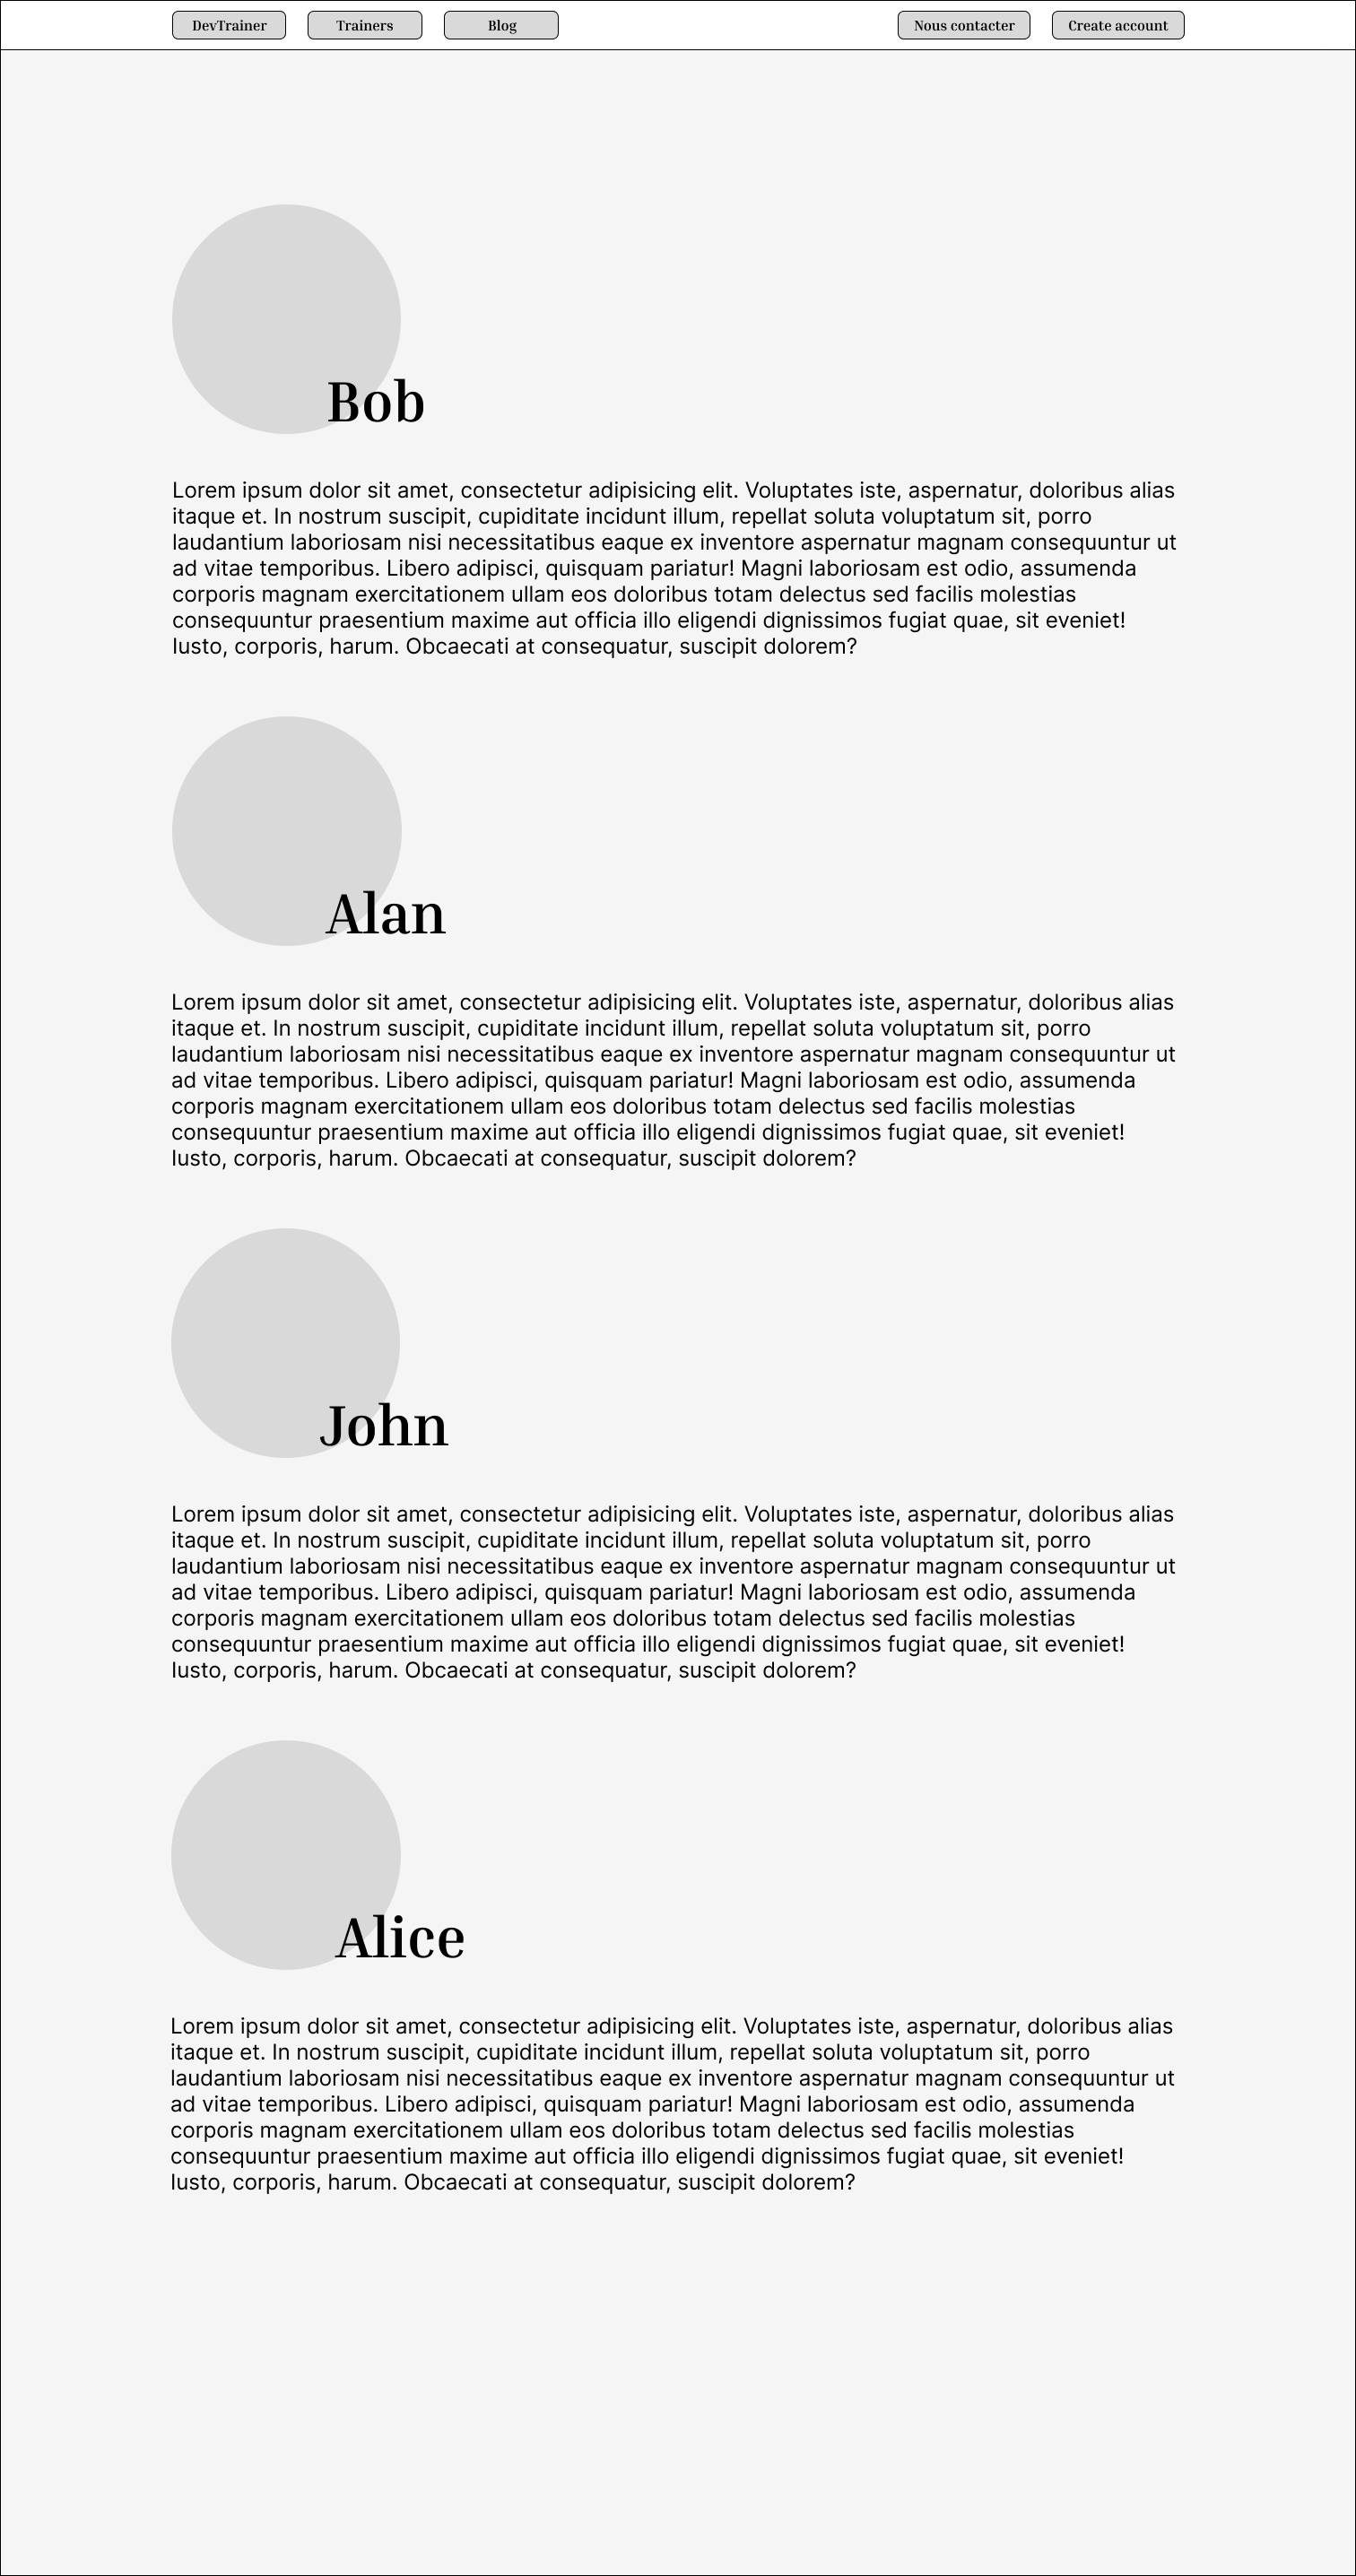 DevTrainer Trainers Blog Nous contacter Create account
Bob
Lorem ipsum dolor sit amet, consectetur adipisicing elit. Voluptates iste, aspernatur, doloribus alias
itaque et. In nostrum suscipit, cupiditate incidunt illum, repellat soluta voluptatum sit, porro
laudantium laboriosam nisi necessitatibus eaque ex inventore aspernatur magnam consequuntur ut
ad vitae temporibus. Libero adipisci, quisquam pariatur! Magni laboriosam est odio, assumenda
corporis magnam exercitationem ullam eos doloribus totam delectus sed facilis molestias
consequuntur praesentium maxime aut officia illo eligendi dignissimos fugiat quae, sit eveniet!
Iusto, corporis, harum. Obcaecati at consequatur, suscipit dolorem?
Alan
Lorem ipsum dolor sit amet, consectetur adipisicing elit. Voluptates iste, aspernatur, doloribus alias
itaque et. In nostrum suscipit, cupiditate incidunt illum, repellat soluta voluptatum sit, porro
laudantium laboriosam nisi necessitatibus eaque ex inventore aspernatur magnam consequuntur ut
ad vitae temporibus. Libero adipisci, quisquam pariatur! Magni laboriosam est odio, assumenda
corporis magnam exercitationem ullam eos doloribus totam delectus sed facilis molestias
consequuntur praesentium maxime aut officia illo eligendi dignissimos fugiat quae, sit eveniet!
Iusto, corporis, harum. Obcaecati at consequatur, suscipit dolorem?
John
Lorem ipsum dolor sit amet, consectetur adipisicing elit. Voluptates iste, aspernatur, doloribus alias
itaque et. In nostrum suscipit, cupiditate incidunt illum, repellat soluta voluptatum sit, porro
laudantium laboriosam nisi necessitatibus eaque ex inventore aspernatur magnam consequuntur ut
ad vitae temporibus. Libero adipisci, quisquam pariatur! Magni laboriosam est odio, assumenda
corporis magnam exercitationem ullam eos doloribus totam delectus sed facilis molestias
consequuntur praesentium maxime aut officia illo eligendi dignissimos fugiat quae, sit eveniet!
Iusto, corporis, harum. Obcaecati at consequatur, suscipit dolorem?
Alice
Lorem ipsum dolor sit amet, consectetur adipisicing elit. Voluptates iste, aspernatur, doloribus alias
itaque et. In nostrum suscipit, cupiditate incidunt illum, repellat soluta voluptatum sit, porro
laudantium laboriosam nisi necessitatibus eaque ex inventore aspernatur magnam consequuntur ut
ad vitae temporibus. Libero adipisci, quisquam pariatur! Magni laboriosam est odio, assumenda
corporis magnam exercitationem ullam eos doloribus totam delectus sed facilis molestias
consequuntur praesentium maxime aut officia illo eligendi dignissimos fugiat quae, sit eveniet!
Iusto, corporis, harum. Obcaecati at consequatur, suscipit dolorem?